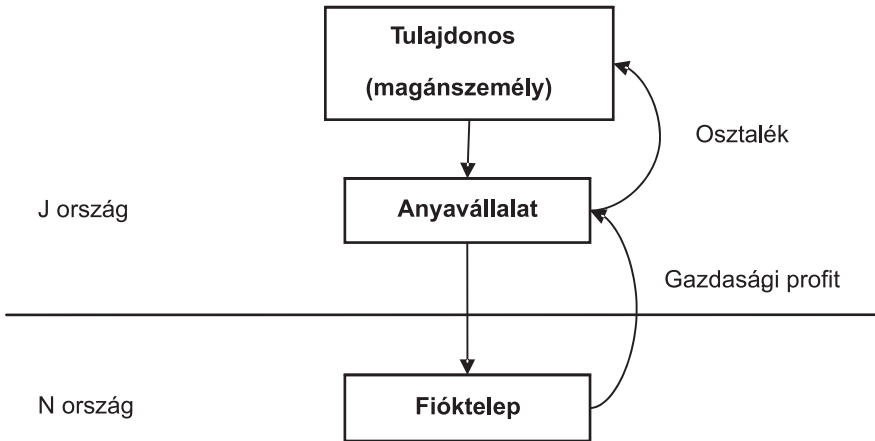 Tulajdonos
(magánszemély)
Osztalék
J ország
Anyavállalat
Gazdasági profit
N ország
Fióktelep